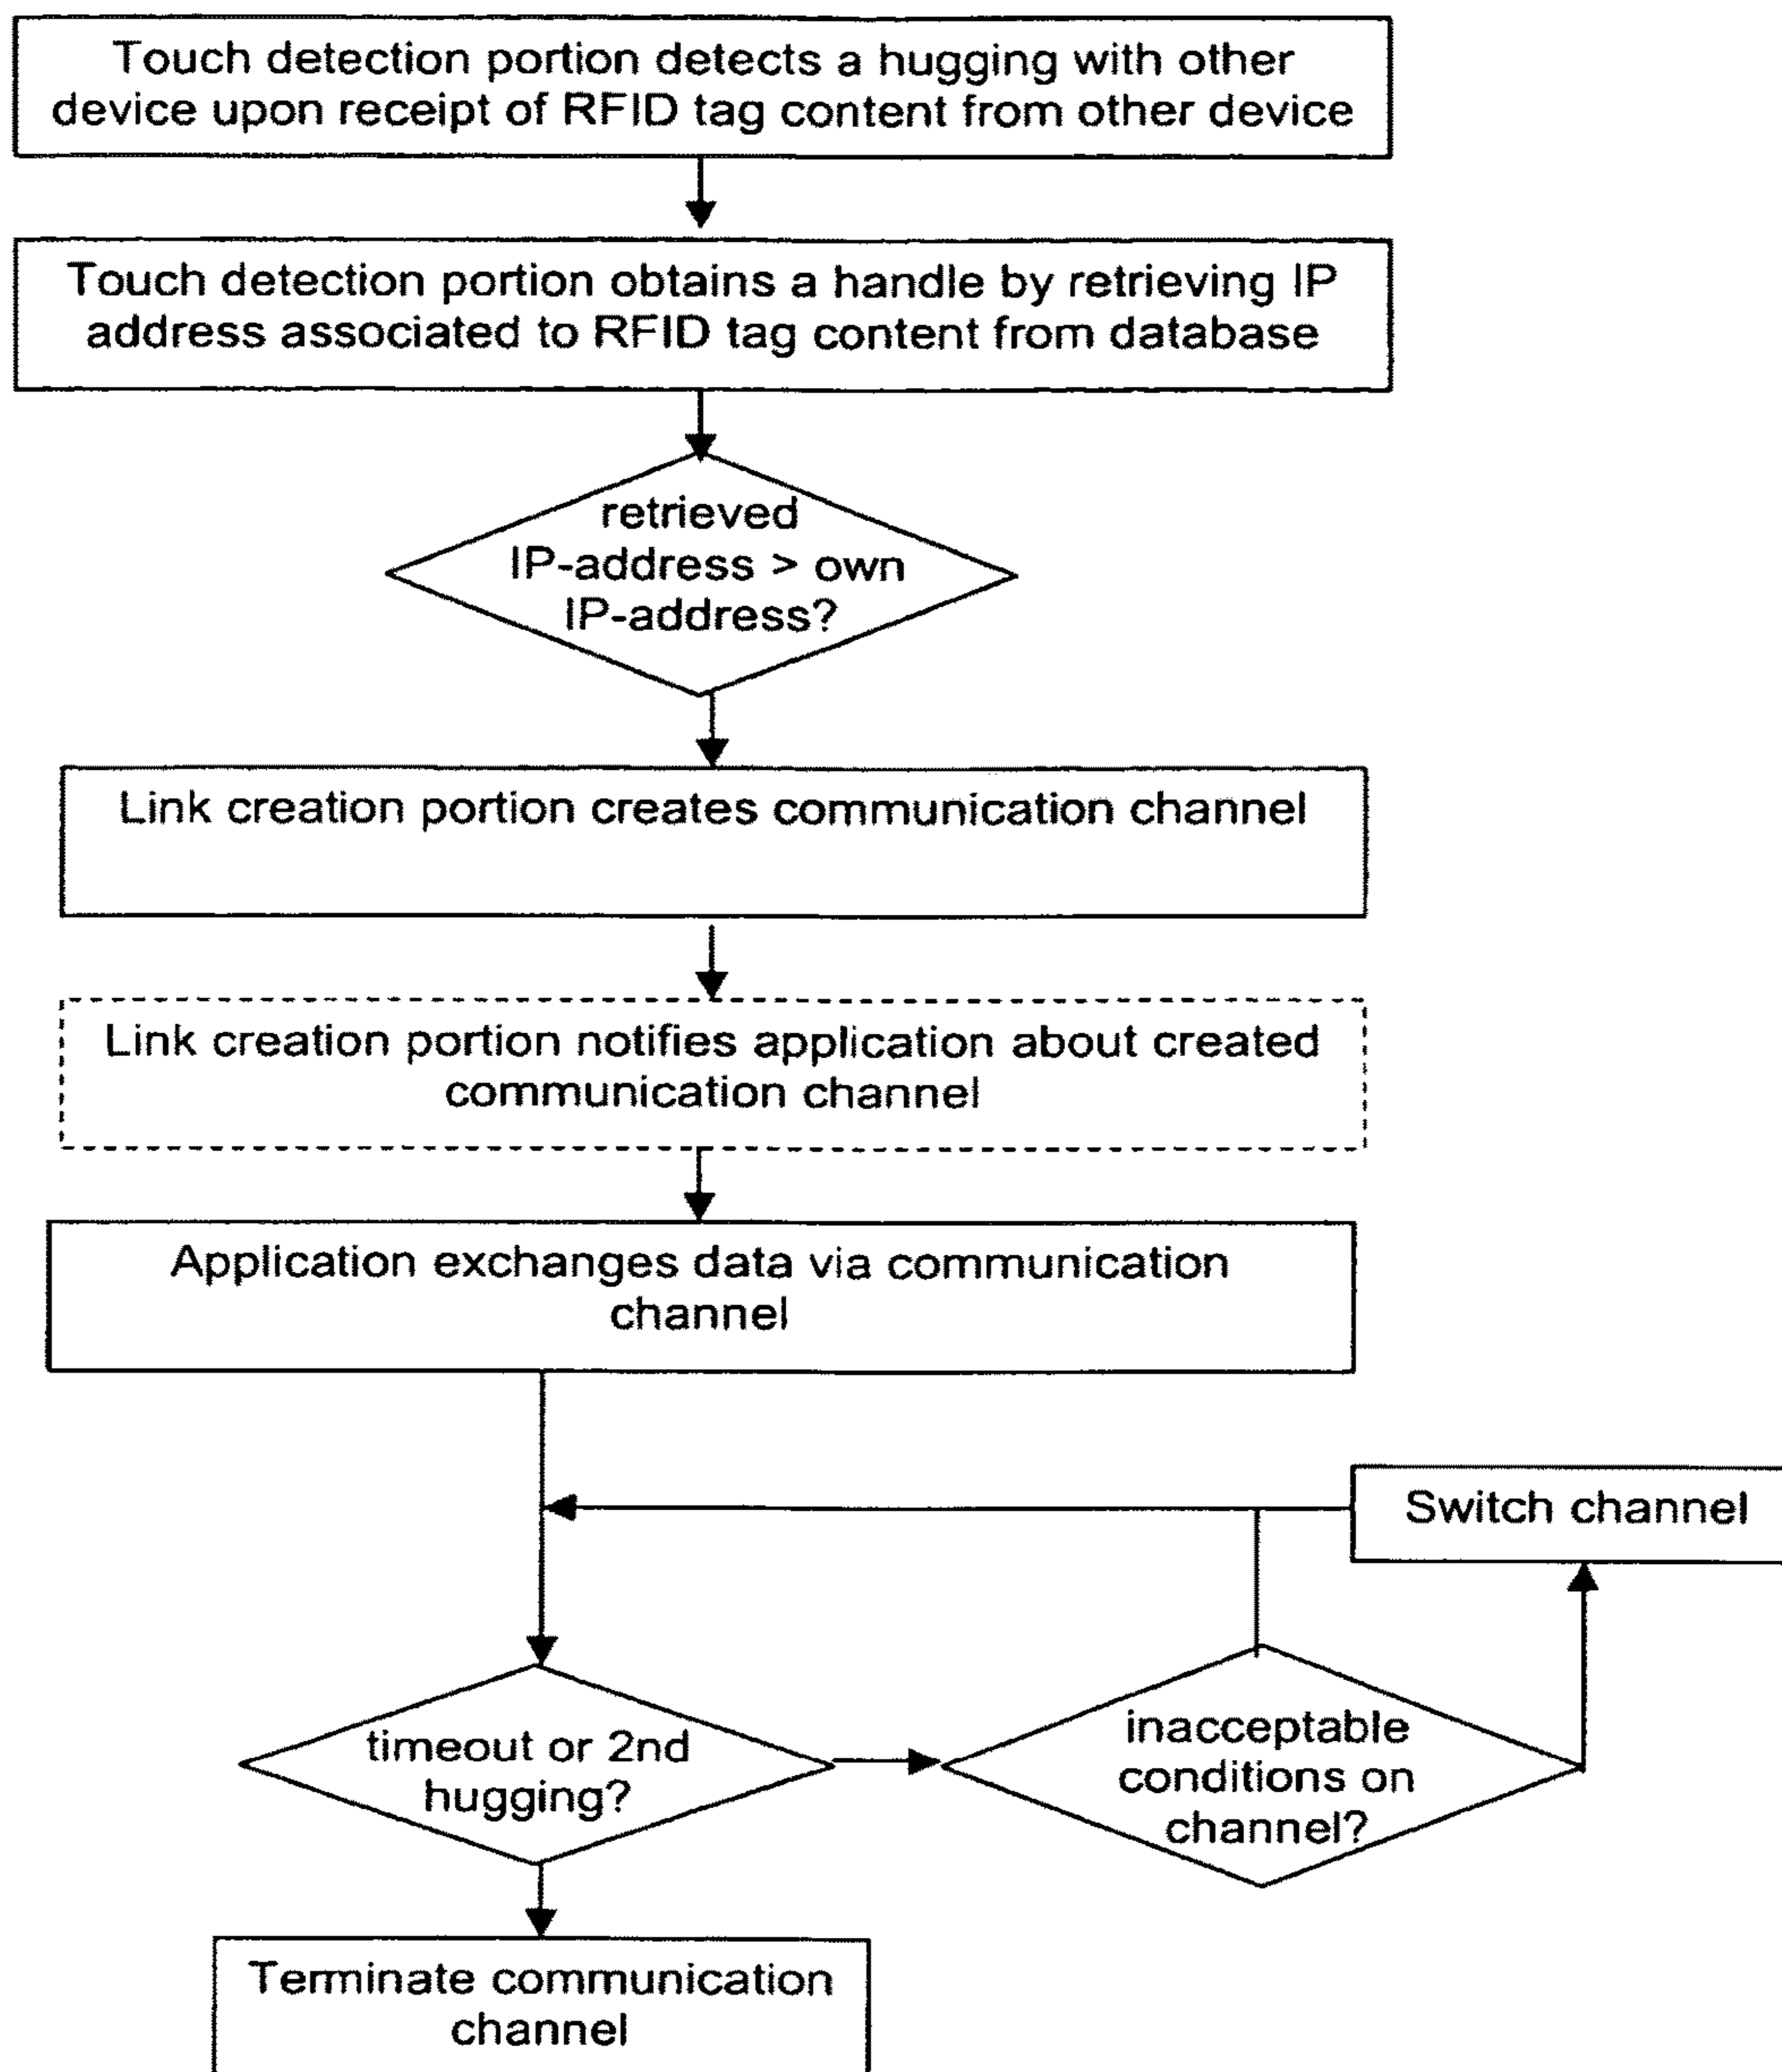 Touch detection portion detects a hugging with other
device upon receipt of RFID tag content from other device
Touch detection portion obtains a handle by retrieving IP
address associated to RFID tag content from database
retrieved
IP-address > own
IP-address?
Link creation portion creates communication channel
Link creation portion notifies application about created
communication channel
Application exchanges data via communication
channel
Switch channel
timeout or 2nd
hugging?
inacceptable
conditions on
channel?
Terminate communication
channel